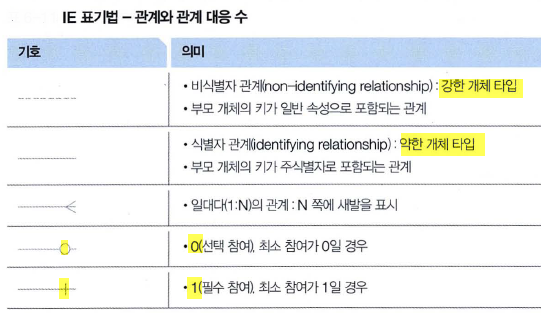 IE 표기법 – 관계와 관계 대응 수
기호 의미
• 비식별자 관계(non-identifying relationship) : 강한 개체 타입
• 부모 개체의 키가 일반 속성으로 포함되는 관계
• 식별자 관계(identifying relationship) : 약한 개체 타입
• 부모 개체의 키가 주식별자로 포함되는 관계
• 일대다(1:N)의 관계 : N 쪽에 새발을 표시
• 0(선택 참여), 최소 참여가 0일 경우
• 1(필수 참여), 최소 참여가 1일 경우